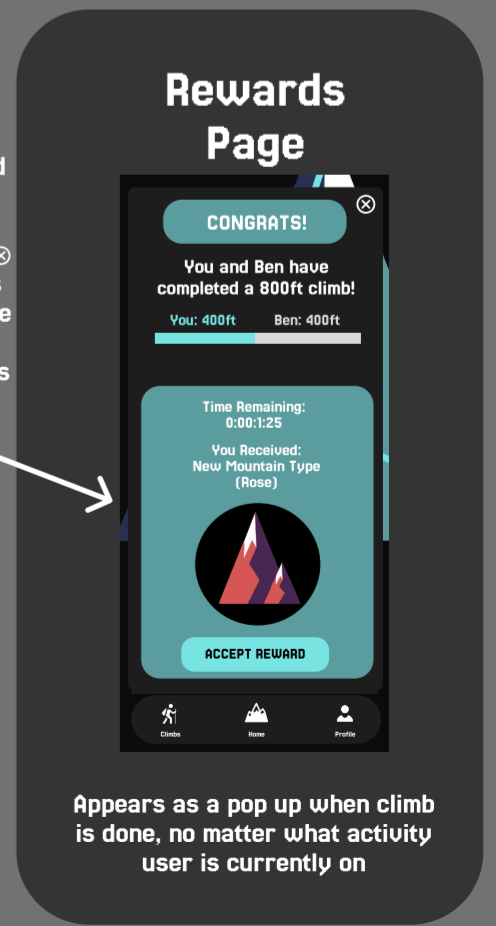 Rewards
Page
CONGRATS!
You and Ben have
completed a 800ft climb!
You: 400ft Ben: 400ft
Time Remaining:
0:00:1:25
You Received:
New Mountain Type
(Rose)
ACCEPT REWARD
Climbs Home Profile
Appears as a pop up when climb
is done, no matter what activity
user is currently on